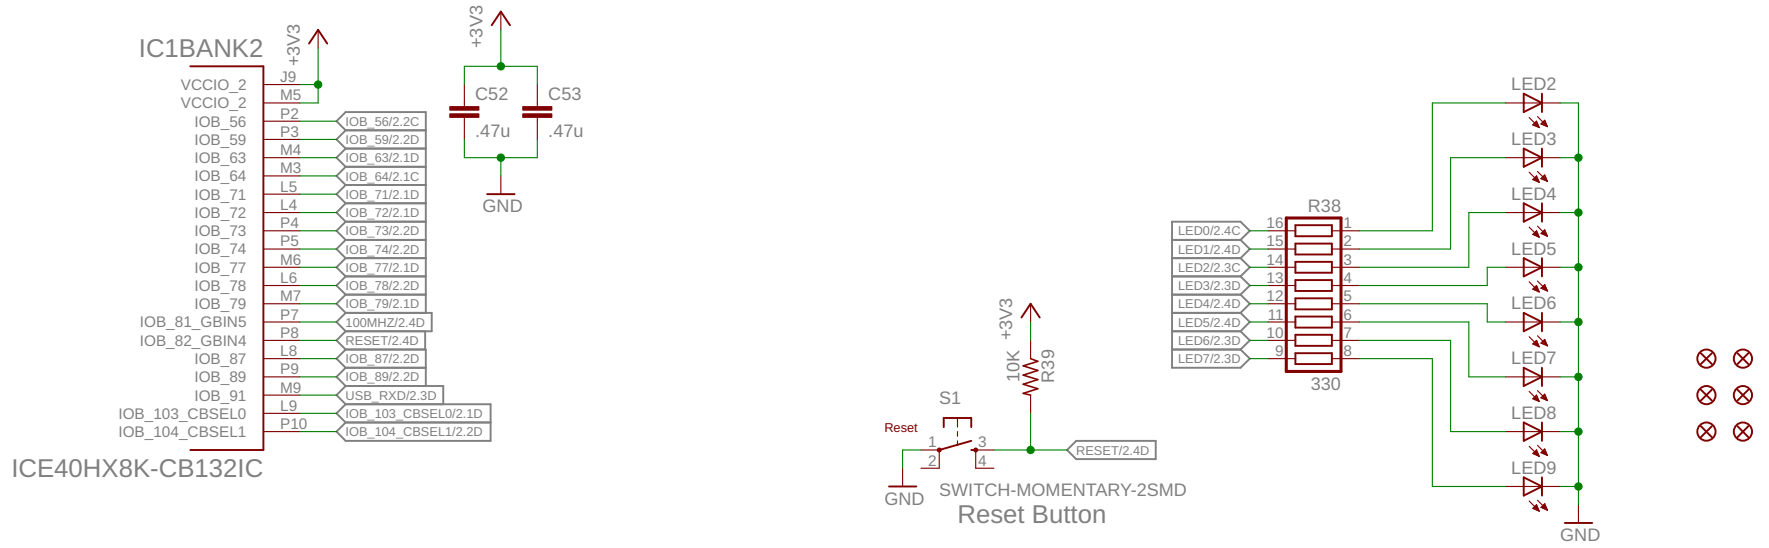 IC1BANK2
+3V3
VCCIO_2 J9
VCCIO_2 M5
IOB_56 P2 IOB_56/2.2C
IOB_59 P3 IOB_59/2.2D
IOB_63 M4 IOB_63/2.1D
IOB_64 M3 IOB_64/2.1C
IOB_71 L5 IOB_71/2.1D
IOB_72 L4 IOB_72/2.1D
IOB_73 P4 IOB_73/2.2D
IOB_74 P5 IOB_74/2.2D
IOB_77 M6 IOB_77/2.1D
IOB_78 L6 IOB_78/2.2D
IOB_79 M7 IOB_79/2.1D
IOB_81_GBIN5 P7 100MHZ/2.4D
IOB_82_GBIN4 P8 RESET/2.4D
IOB_87 L8 IOB_87/2.2D
IOB_89 P9 IOB_89/2.2D
IOB_91 M9 USB_RXD/2.3D
IOB_103_CBSEL0 L9 IOB_103_CBSEL0/2.1D
IOB_104_CBSEL1 P10 IOB_104_CBSEL1/2.2D
ICE40HX8K-CB132IC
+3V3
C52 C53
.47u .47u
GND
+3V3
10K
R39
S1
Reset
1 3
2 4
RESET/2.4D
GND
SWITCH-MOMENTARY-2SMD
Reset Button
R38
LED0/2.4C 16 1
LED1/2.4D 15 2
LED2/2.3C 14 3
LED3/2.3D 13 4
LED4/2.4D 12 5
LED5/2.4D 11 6
LED6/2.3D 10 7
LED7/2.3D 9 8
330
LED2
LED3
LED4
LED5
LED6
LED7
LED8
LED9
GND